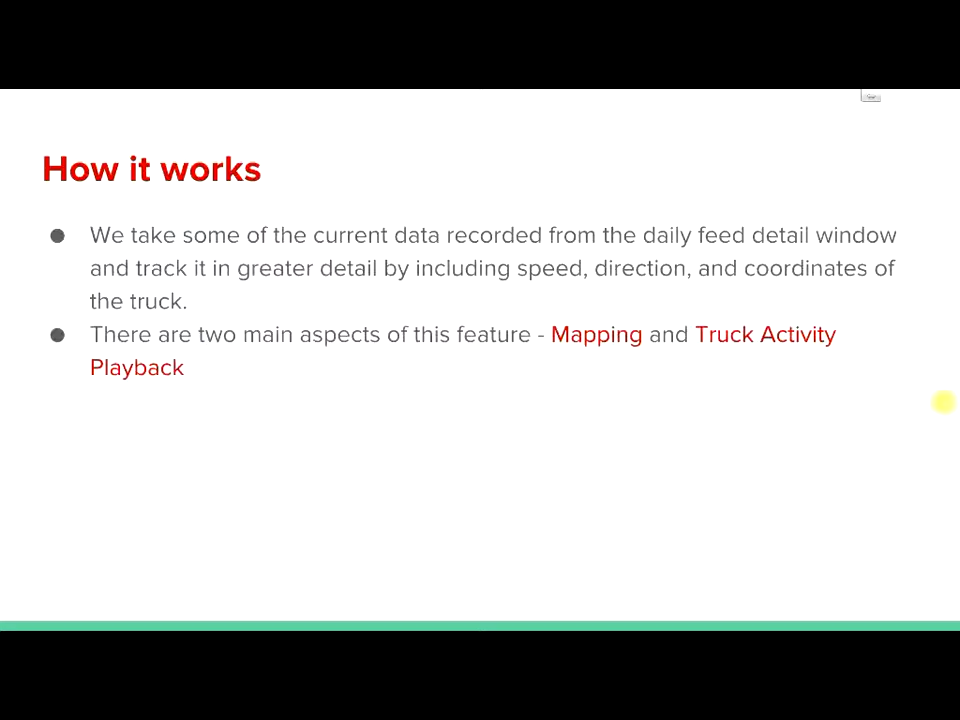 How it works
● We take some of the current data recorded from the daily feed detail window
and track it in greater detail by including speed, direction, and coordinates of
the truck.
● There are two main aspects of this feature - Mapping and Truck Activity
Playback